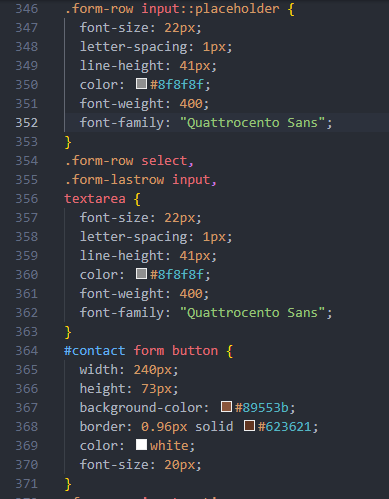 346 .form-row input::placeholder {
347 font-size: 22px;
348 letter-spacing: 1px;
349 line-height: 41px;
350 color: #8f8f8f;
351 font-weight: 400;
352 font-family: "Quattrocento Sans";
353 }
354 .form-row select,
355 .form-lastrow input,
356 textarea {
357 font-size: 22px;
358 letter-spacing: 1px;
359 line-height: 41px;
360 color: #8f8f8f;
361 font-weight: 400;
362 font-family: "Quattrocento Sans";
363 }
364 #contact form button {
365 width: 240px;
366 height: 73px;
367 background-color: #89553b;
368 border: 0.96px solid #623621;
369 color: white;
370 font-size: 20px;
371 }